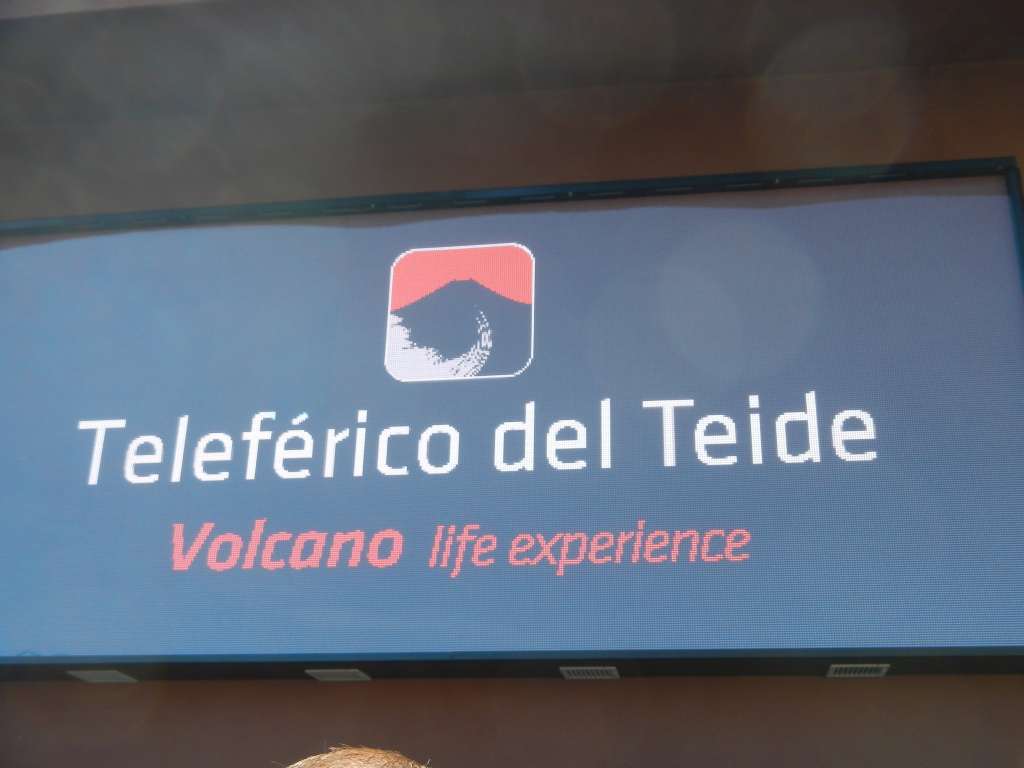 Teleférico del Teide
Volcano life experience